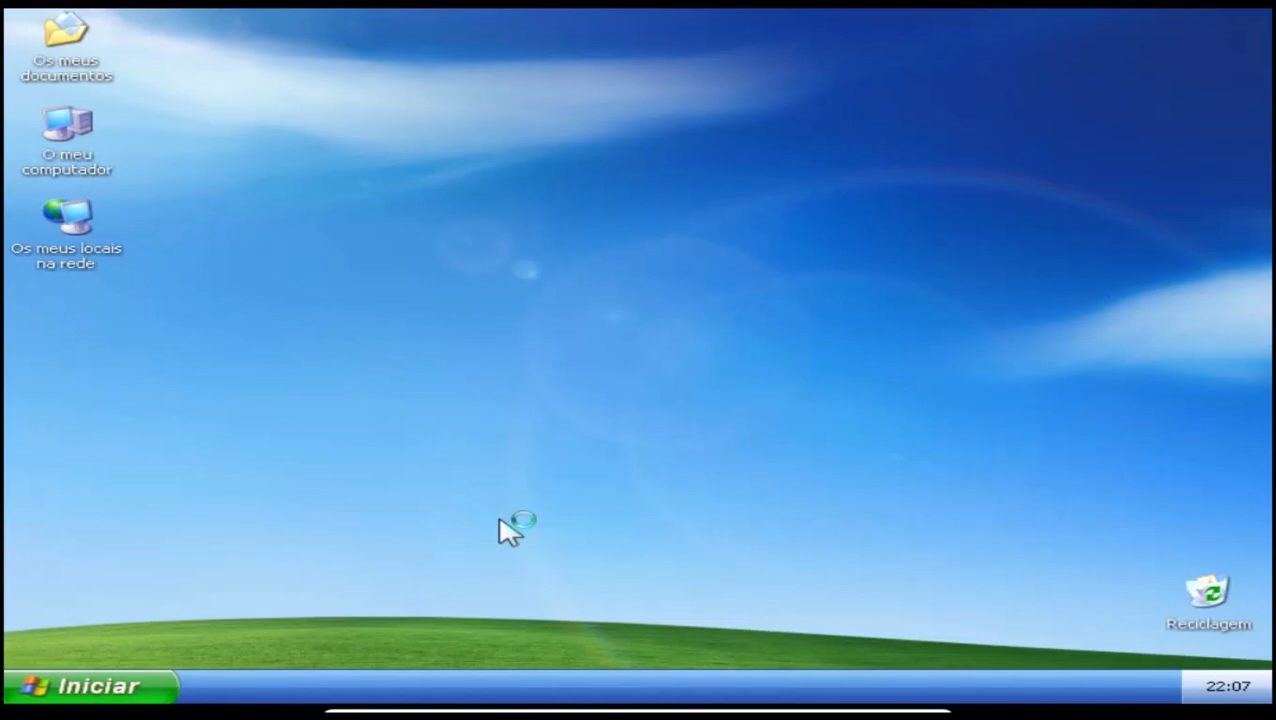 Os meus
documentos
O meu
computador
Os meus locais
na rede
Reciclagem
Iniciar
22:07